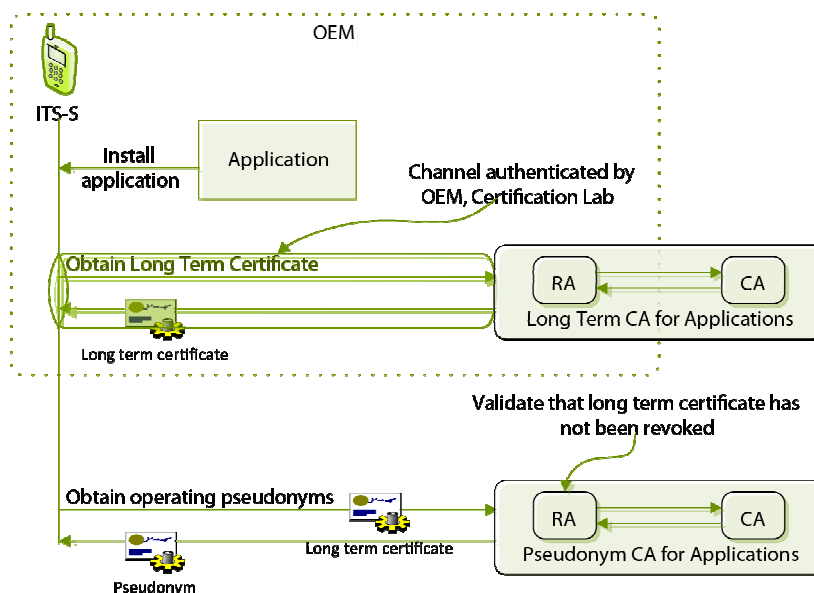 OEM
ITS-S
Install
application
Application
Channel authenticated by
OEM, Certification Lab
Obtain Long Term Certificate
RA
CA
Long Term CA for Applications
Long term certificate
Validate that long term certificate has
not been revoked
Obtain operating pseudonyms
Long term certificate
RA
CA
Pseudonym CA for Applications
Pseudonym